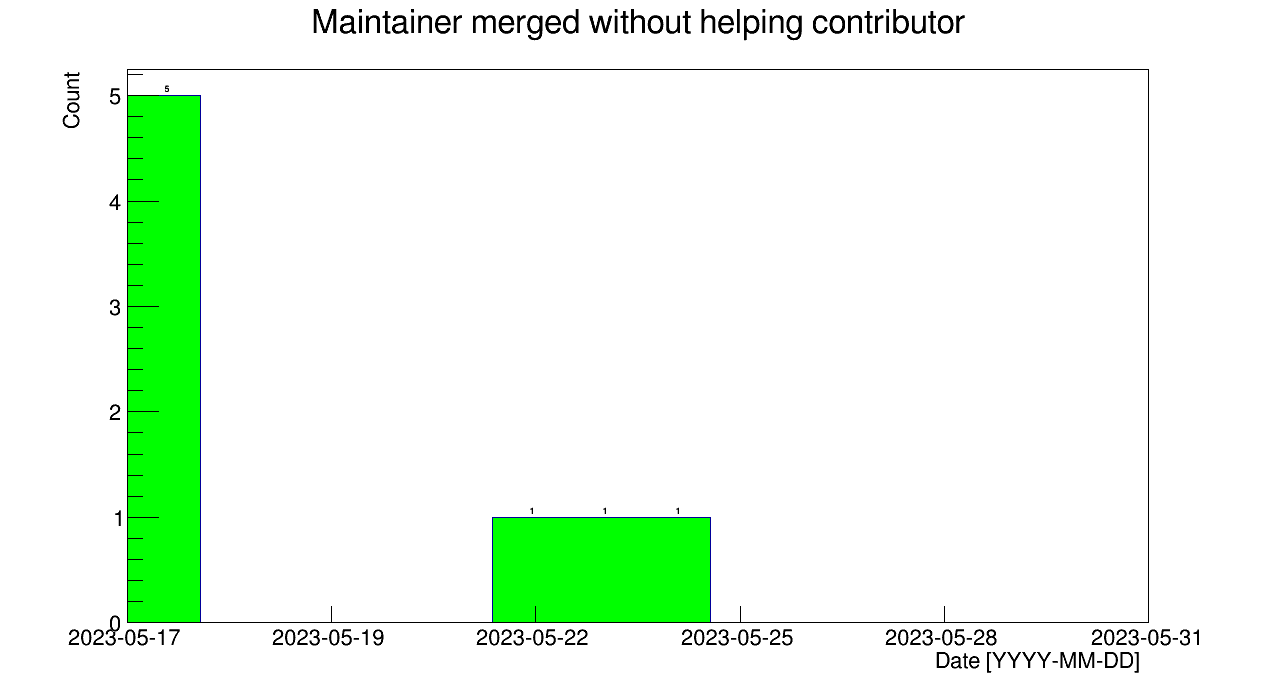 Maintainer merged without helping contributor
Count
5
4
3
2
1
0
5
1 1 1
2023-05-17 2023-05-19 2023-05-22 2023-05-25 2023-05-28 2023-05-31
Date [YYYY-MM-DD]